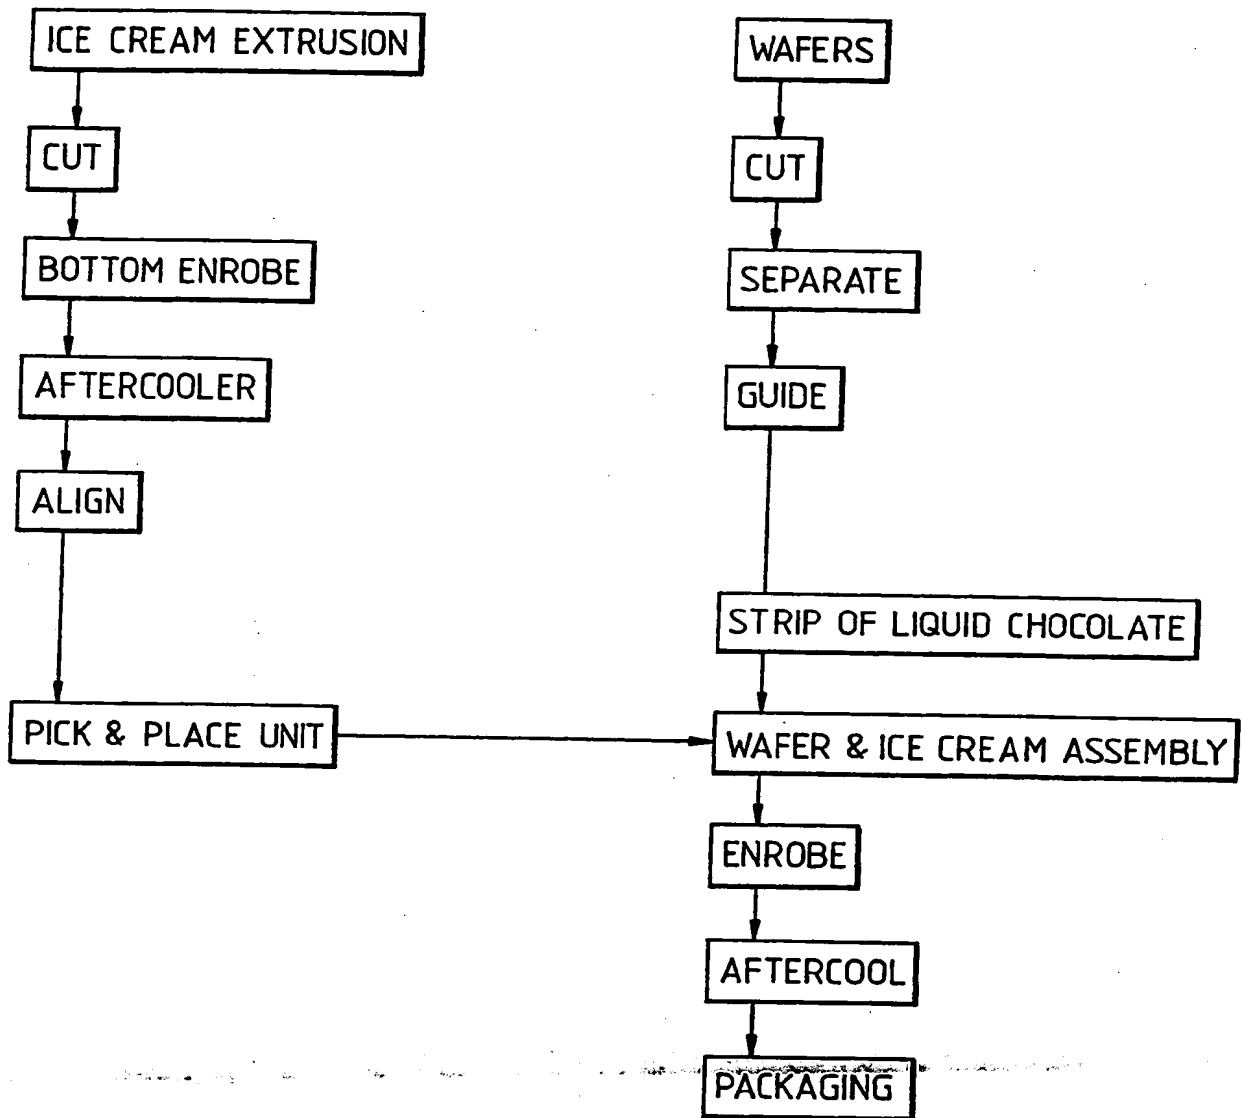 ICE CREAM EXTRUSION
CUT
BOTTOM ENROBE
AFTERCOOLER
ALIGN
PICK & PLACE UNIT
WAFERS
CUT
SEPARATE
GUIDE
STRIP OF LIQUID CHOCOLATE
WAFER & ICE CREAM ASSEMBLY
ENROBE
AFTERCOOL
PACKAGING